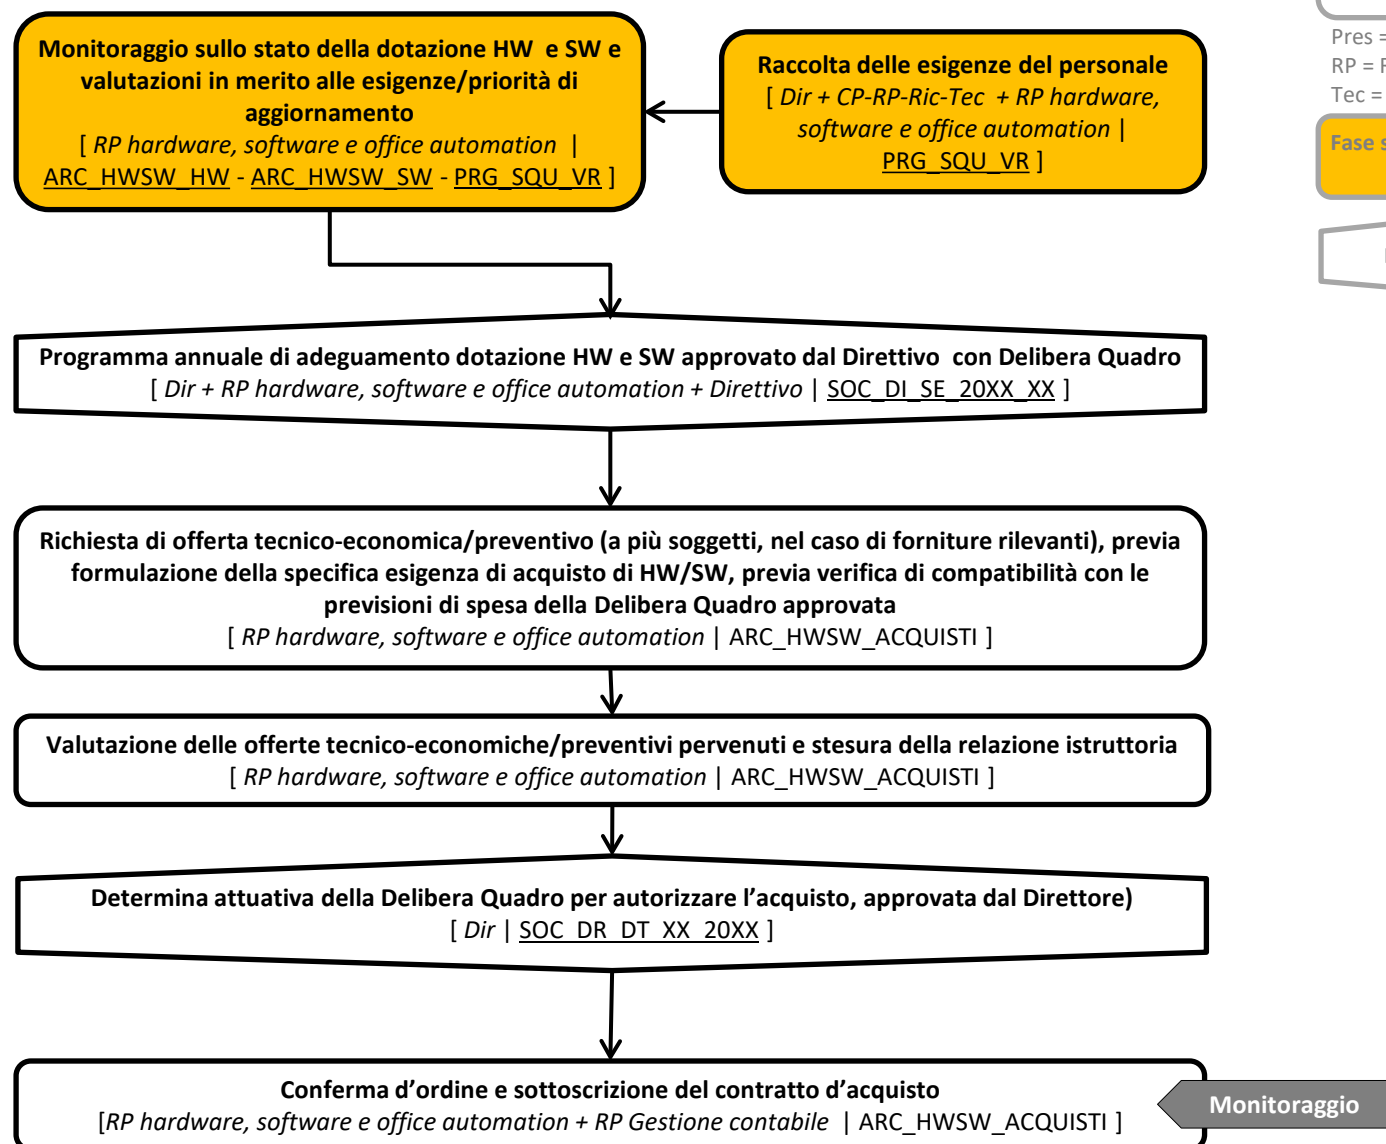 Monitoraggio sullo stato della dotazione HW e SW e
valutazioni in merito alle esigenze/priorità di
aggiornamento
[ RP hardware, software e office automation |
ARC_HWSW_HW - ARC_HWSW_SW - PRG_SQU_VR ]
Raccolta delle esigenze del personale
[ Dir + CP-RP-Ric-Tec + RP hardware,
software e office automation |
PRG_SQU_VR ]
Pres =
RP =
Tec =
Fase
Programma annuale di adeguamento dotazione HW e SW approvato dal Direttivo con Delibera Quadro
[ Dir + RP hardware, software e office automation + Direttivo | SOC_DI_SE_20XX_XX ]
Richiesta di offerta tecnico-economica/preventivo (a più soggetti, nel caso di forniture rilevanti), previa
formulazione della specifica esigenza di acquisto di HW/SW, previa verifica di compatibilità con le
previsioni di spesa della Delibera Quadro approvata
[ RP hardware, software e office automation | ARC_HWSW_ACQUISTI ]
Valutazione delle offerte tecnico-economiche/preventivi pervenuti e stesura della relazione istruttoria
[ RP hardware, software e office automation | ARC_HWSW_ACQUISTI ]
Determina attuativa della Delibera Quadro per autorizzare l’acquisto, approvata dal Direttore)
[ Dir | SOC_DR_DT_XX_20XX ]
Conferma d’ordine e sottoscrizione del contratto d’acquisto
[RP hardware, software e office automation + RP Gestione contabile | ARC_HWSW_ACQUISTI ]
Monitoraggio